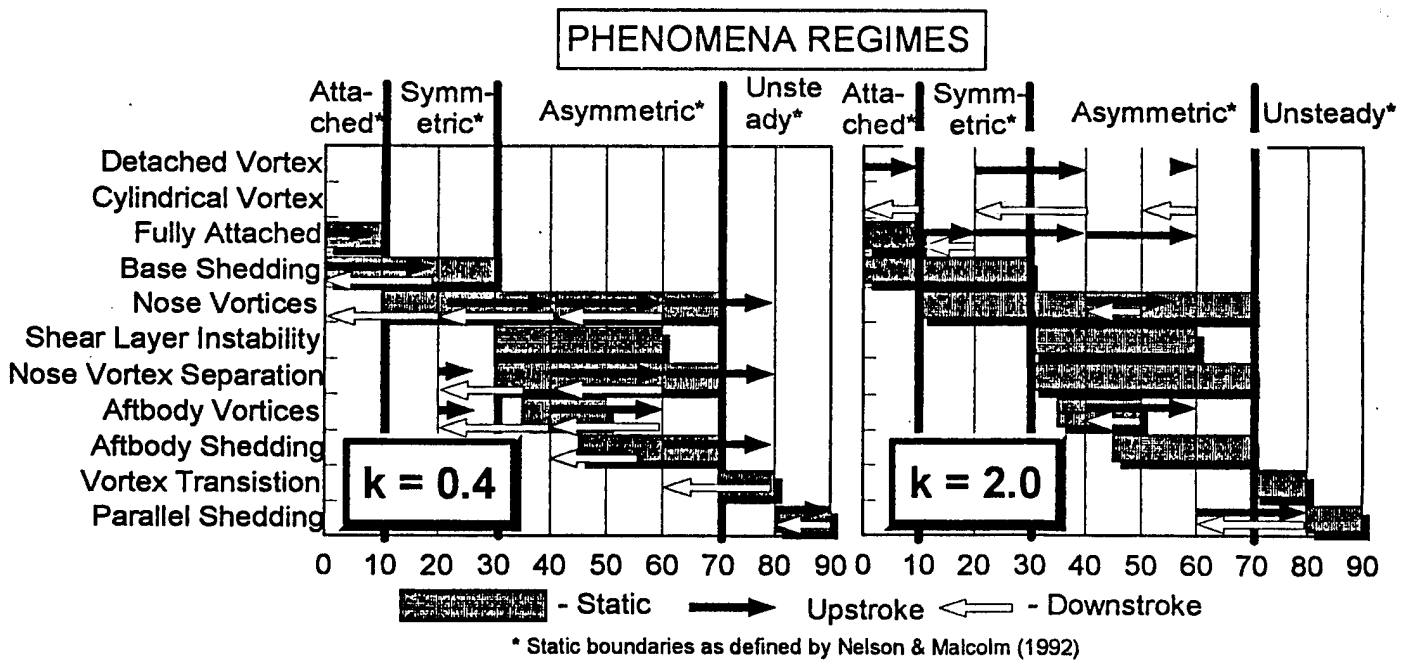 PHENOMENA REGIMES
Atta-
ched*
Symm-
etric*
Asymmetric*
Unste
ady*
Atta-
ched*
Symm-
etric*
Asymmetric*
Unsteady*
Detached Vortex
Cylindrical Vortex
Fully Attached
Base Shedding
Nose Vortices
Shear Layer Instability
Nose Vortex Separation
Aftbody Vortices
Aftbody Shedding
Vortex Transistion
Parallel Shedding
k = 0.4
k = 2.0
0 10 20 30 40 50 60 70 80 90
0 10 20 30 40 50 60 70 80 90
- Static
Upstroke
- Downstroke
* Static boundaries as defined by Nelson & Malcolm (1992)